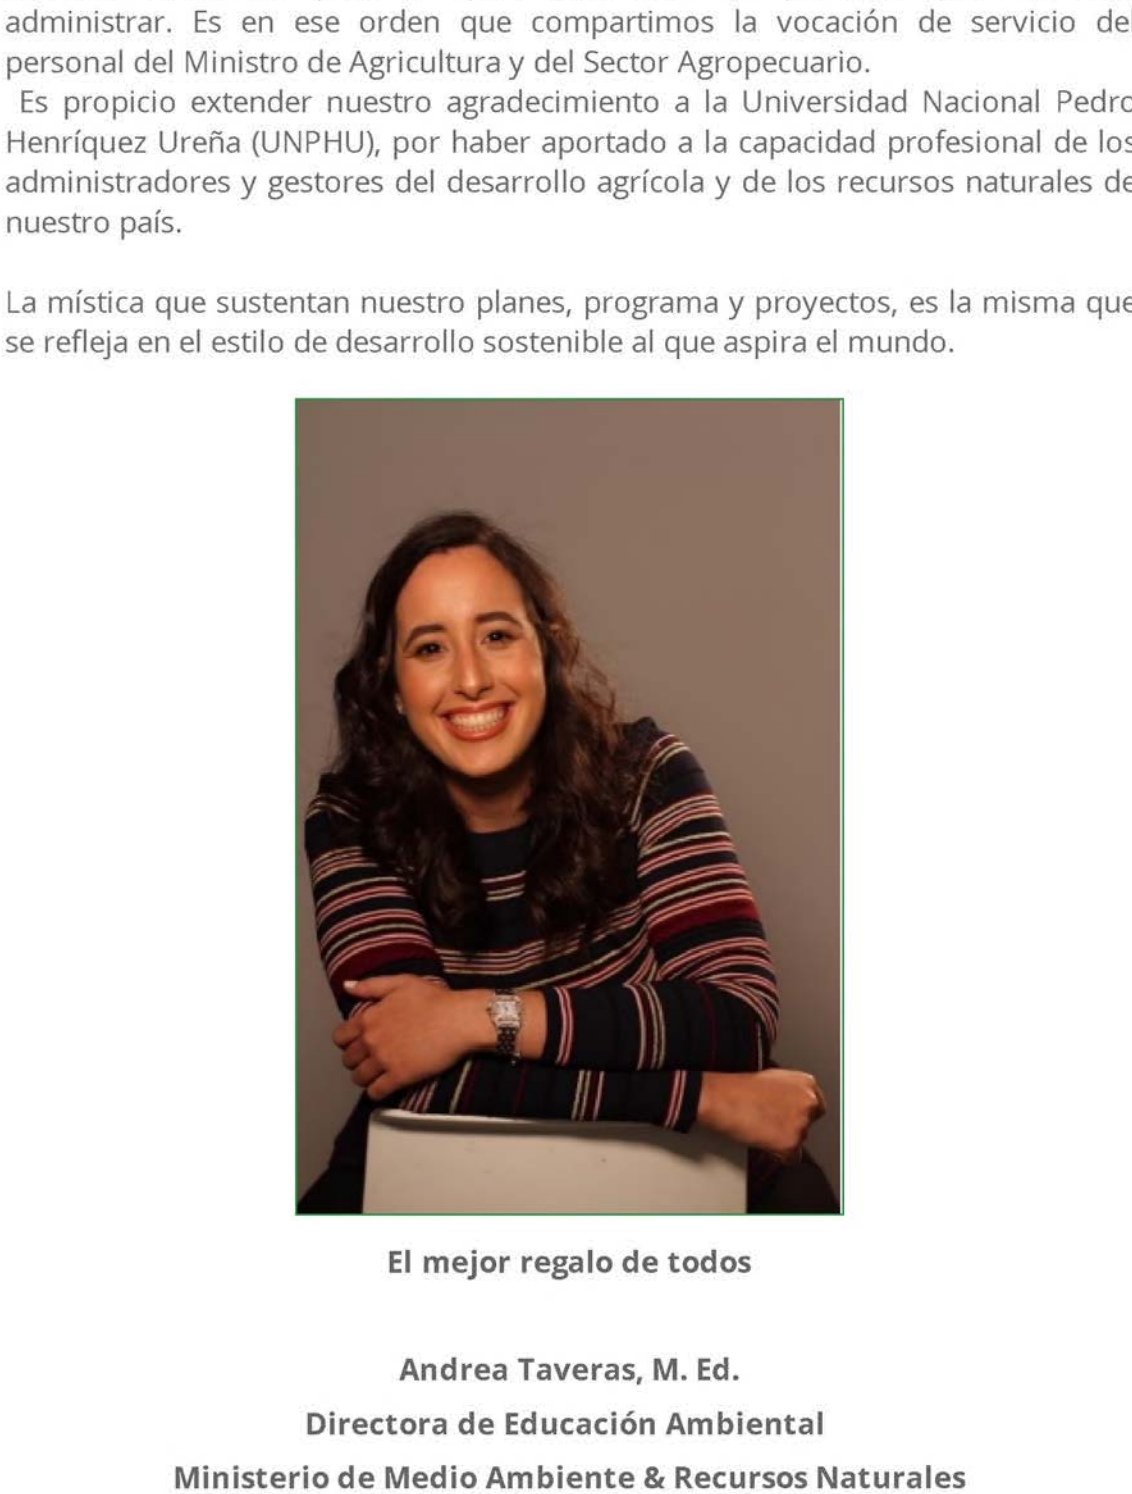 administrar. Es en ese orden que compartimos la vocación de servicio del
personal del Ministro de Agricultura y del Sector Agropecuario.
Es propicio extender nuestro agradecimiento a la Universidad Nacional Pedro
Henríquez Ureña (UNPHU), por haber aportado a la capacidad profesional de los
administradores y gestores del desarrollo agrícola y de los recursos naturales de
nuestro país.
La mística que sustentan nuestro planes, programa y proyectos, es la misma que
se refleja en el estilo de desarrollo sostenible al que aspira el mundo.
El mejor regalo de todos
Andrea Taveras, M. Ed.
Directora de Educación Ambiental
Ministerio de Medio Ambiente & Recursos Naturales